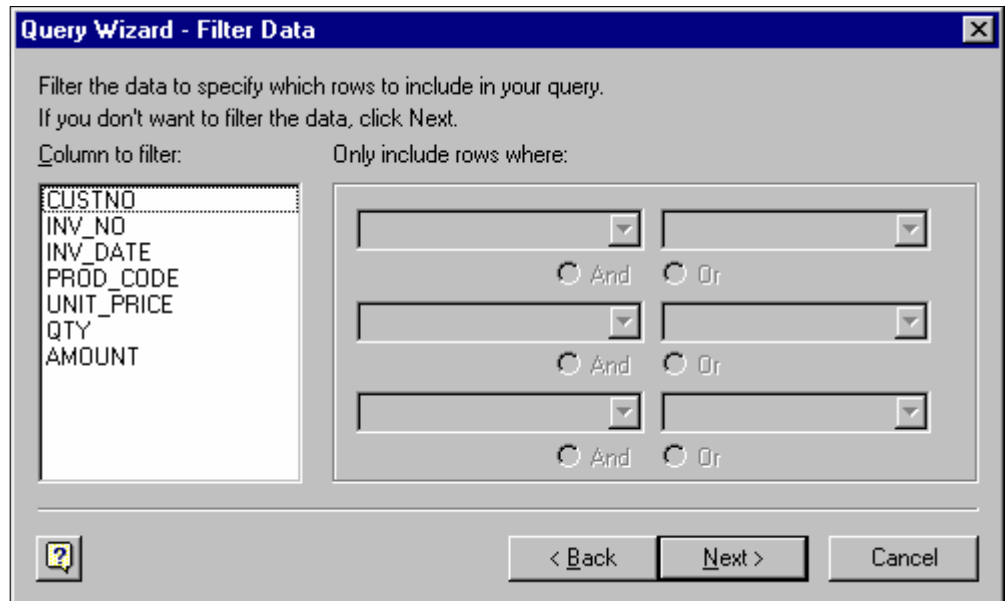 Query Wizard - Filter Data
Filter the data to specify which rows to include in your query.
If you don't want to filter the data, click Next.
Column to filter: Only include rows where:
CUSTNO
INV_NO
INV_DATE
PROD_CODE
UNIT_PRICE
QTY
AMOUNT
And Or
And Or
And Or
< Back Next > Cancel